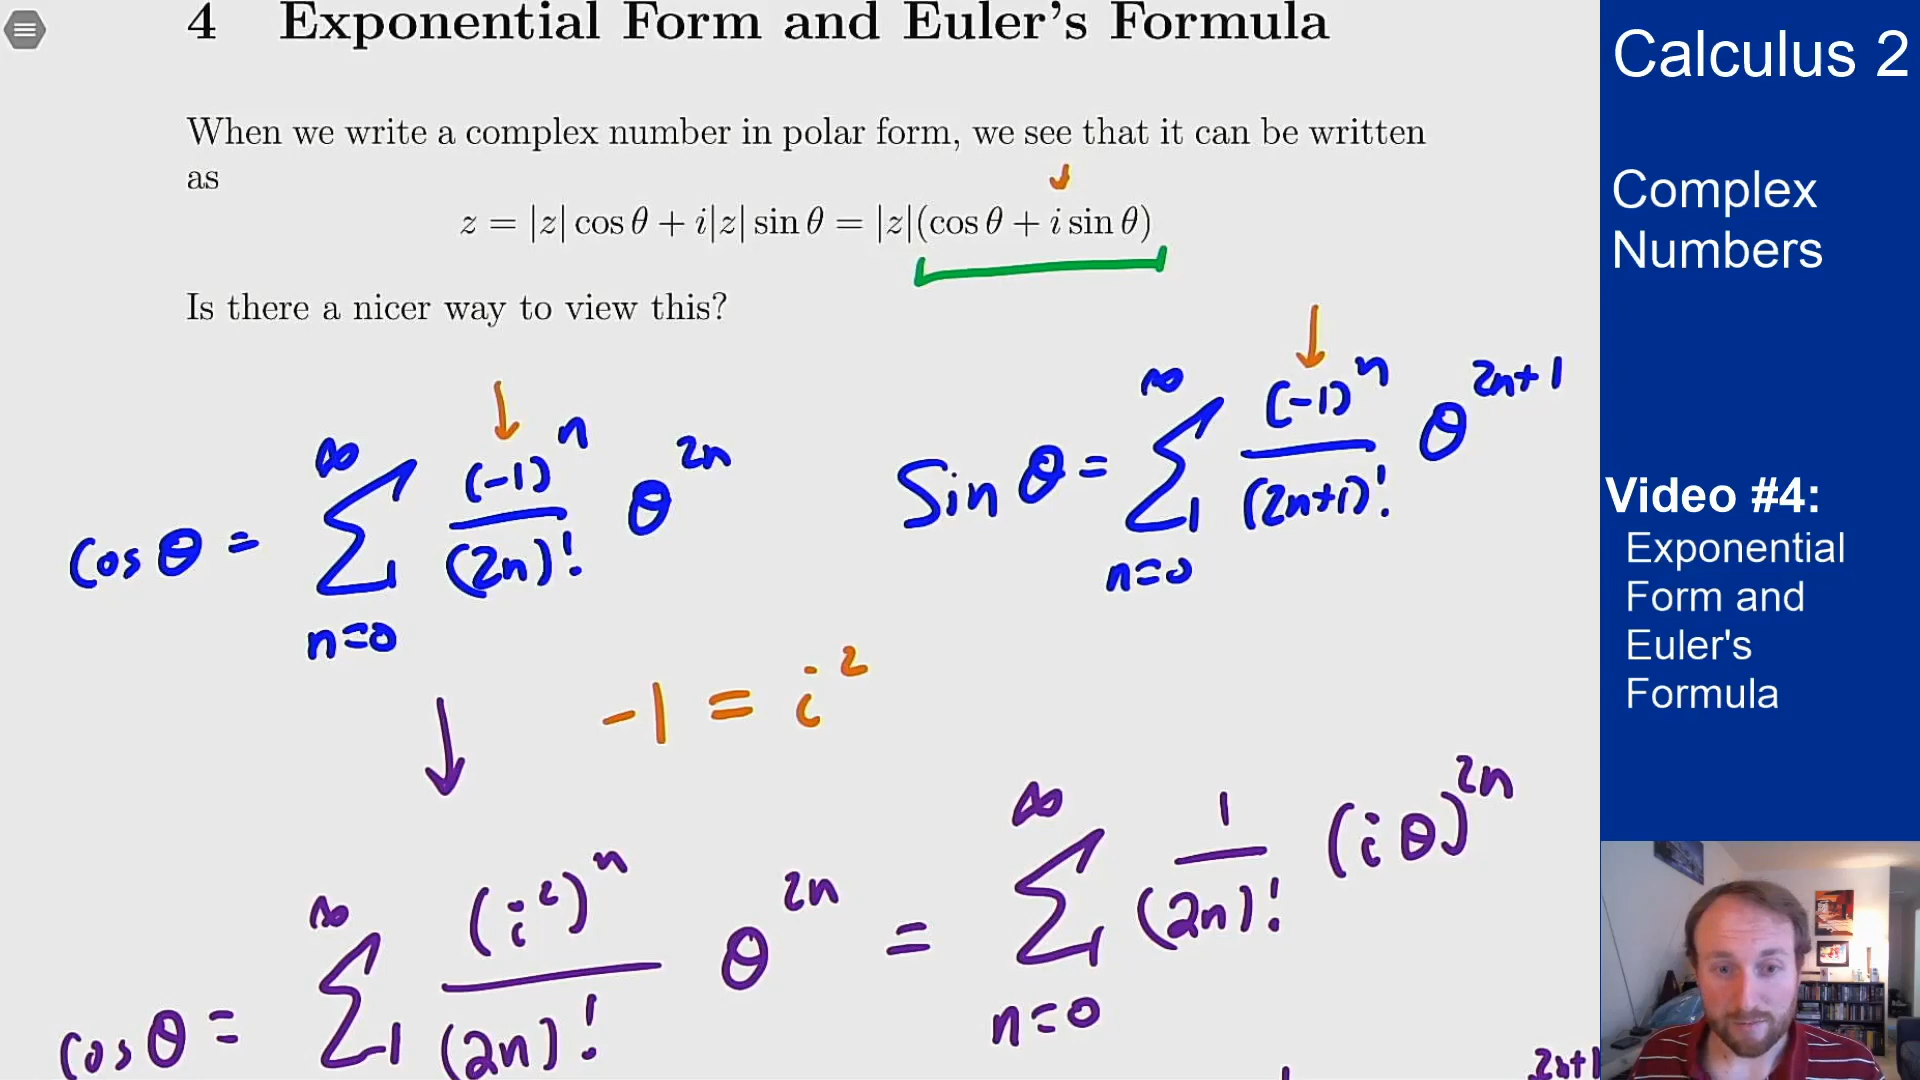 4 Exponential Form and Euler's Formula
When we write a complex number in polar form, we see that it can be written
as
z = |z| cos θ + i|z| sin θ = |z|(cos θ + i sin θ)
Is there a nicer way to view this?
cos θ = ∑_{n=0}^{∞} (-1)^n / (2n)! θ^{2n}
Sin θ = ∑_{n=0}^{∞} (-1)^n / (2n+1)! θ^{2n+1}
-1 = i^2
cos θ = ∑^{∞} (i^2)^n / (2n)! θ^{2n} = ∑_{n=0}^{∞} 1 / (2n)! (iθ)^{2n}
2n+1
Calculus 2
Complex
Numbers
Video #4:
Exponential
Form and
Euler's
Formula